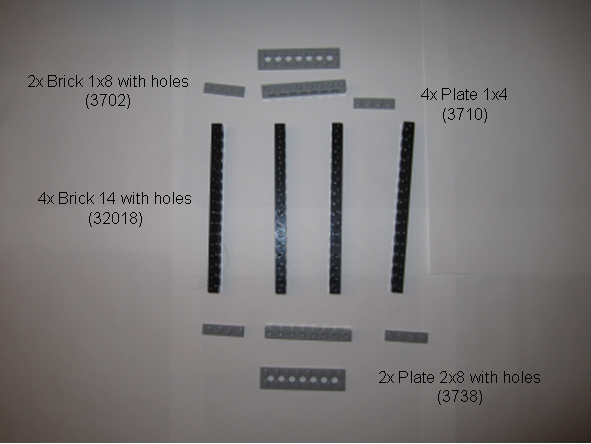 2x Brick 1x8 with holes
(3702)
4x Plate 1x4
(3710)
4x Brick 14 with holes
(32018)
2x Plate 2x8 with holes
(3738)